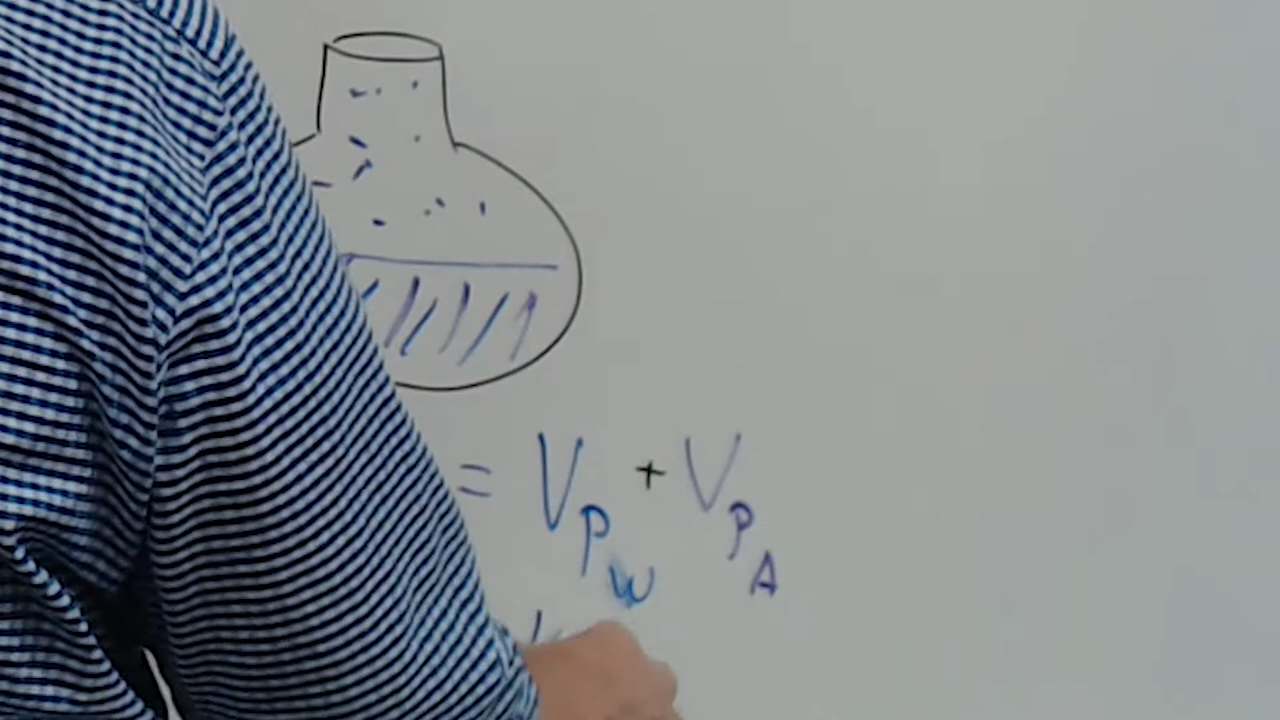 = V_{P_W} + V_{P_A}